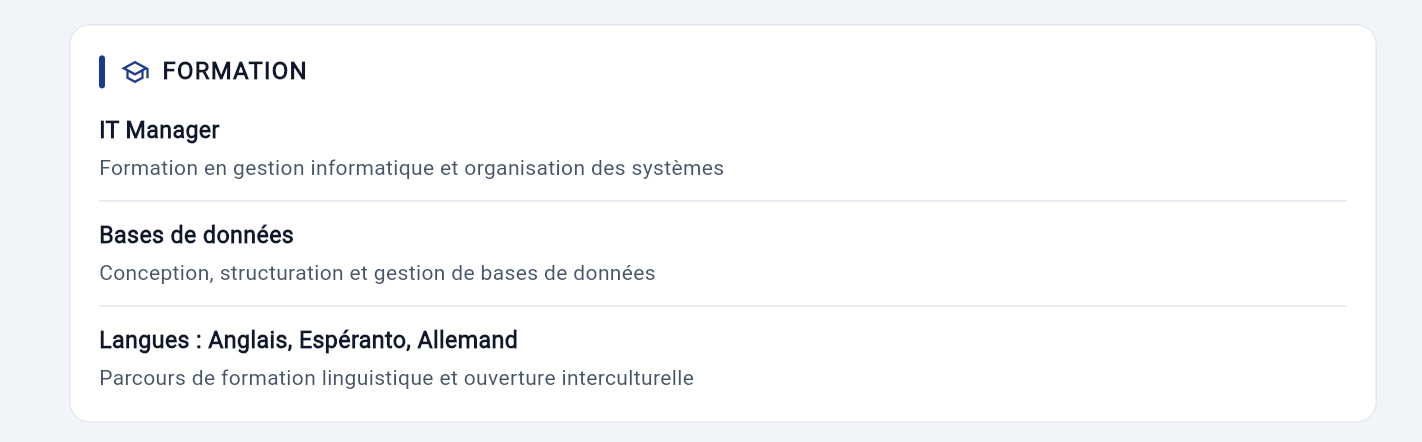 FORMATION
IT Manager
Formation en gestion informatique et organisation des systèmes
Bases de données
Conception, structuration et gestion de bases de données
Langues : Anglais, Espéranto, Allemand
Parcours de formation linguistique et ouverture interculturelle